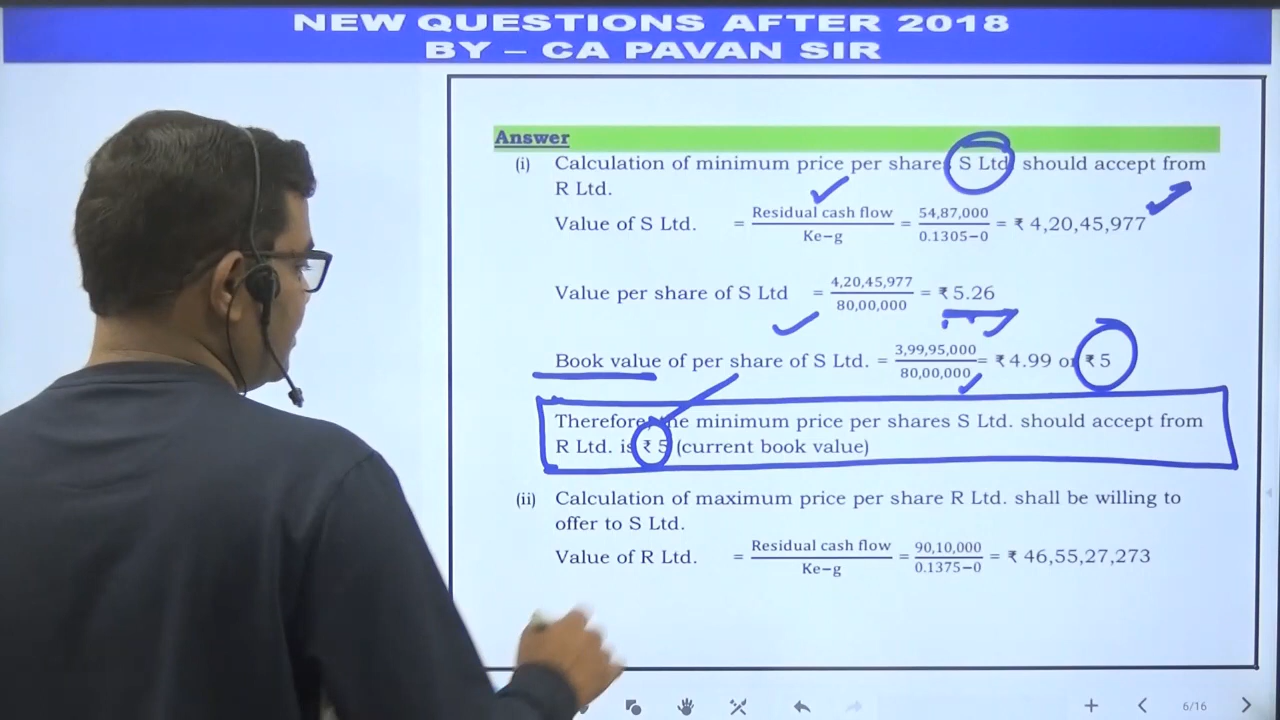 NEW QUESTIONS AFTER 2018
BY – CA PAVAN SIR
Answer
(i) Calculation of minimum price per shares S Ltd. should accept from
R Ltd.
Value of S Ltd. = Residual cash flow / Ke−g = 54,87,000 / 0.1305−0 = ₹ 4,20,45,977
Value per share of S Ltd = 4,20,45,977 / 80,00,000 = ₹ 5.26
Book value of per share of S Ltd. = 3,99,95,000 / 80,00,000 = ₹ 4.99 or ₹ 5
Therefore, the minimum price per shares S Ltd. should accept from
R Ltd. is ₹ 5 (current book value)
(ii) Calculation of maximum price per share R Ltd. shall be willing to
offer to S Ltd.
Value of R Ltd. = Residual cash flow / Ke−g = 90,10,000 / 0.1375−0 = ₹ 46,55,27,273
6/16